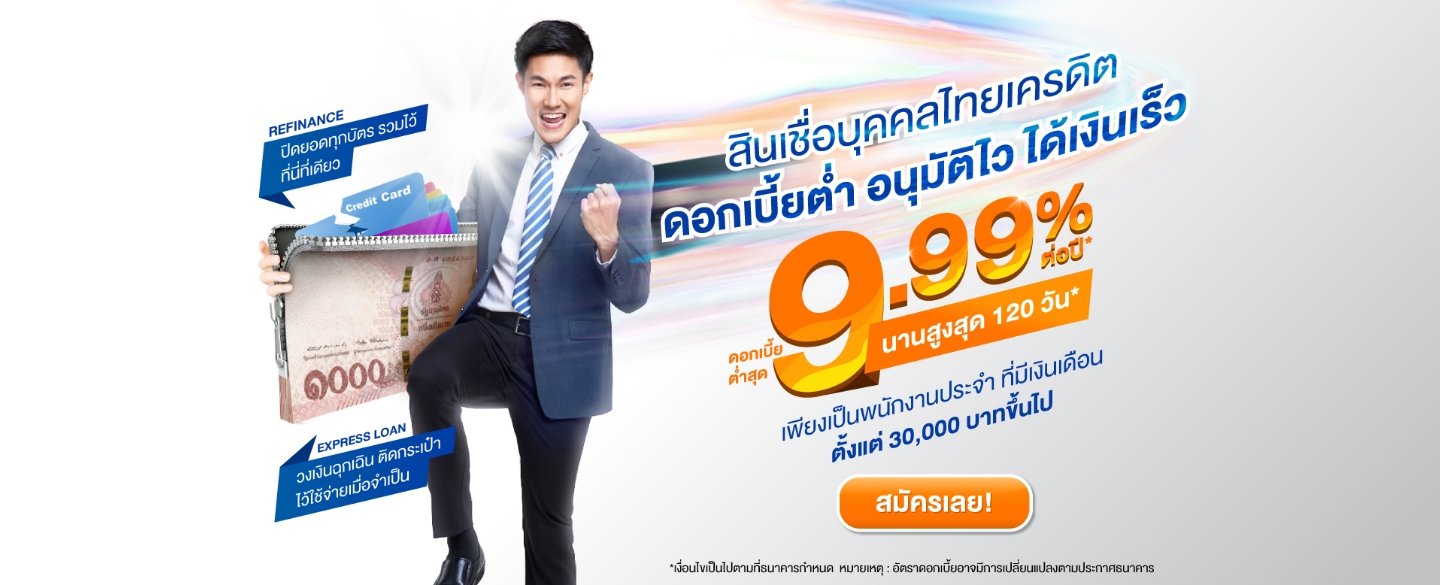 REFINANCE
ปิดยอดทุกบัตร รวมไว้
ที่นี่ที่เดียว
Credit Card
รัฐบาลไทย
๑๐๐๐
EXPRESS LOAN
วงเงินฉุกเฉิน ติดกระเป๋า
ไว้ใช้จ่ายเมื่อจำเป็น
สินเชื่อบุคคลไทยเครดิต
ดอกเบี้ยต่ำ อนุมัติไว ได้เงินเร็ว
ดอกเบี้ย
ต่ำสุด
9.99%
ต่อปี*
นานสูงสุด 120 วัน*
เพียงเป็นพนักงานประจำ ที่มีเงินเดือน
ตั้งแต่ 30,000 บาทขึ้นไป
สมัครเลย!
*เงื่อนไขเป็นไปตามที่ธนาคารกำหนด หมายเหตุ : อัตราดอกเบี้ยอาจมีการเปลี่ยนแปลงตามประกาศธนาคาร